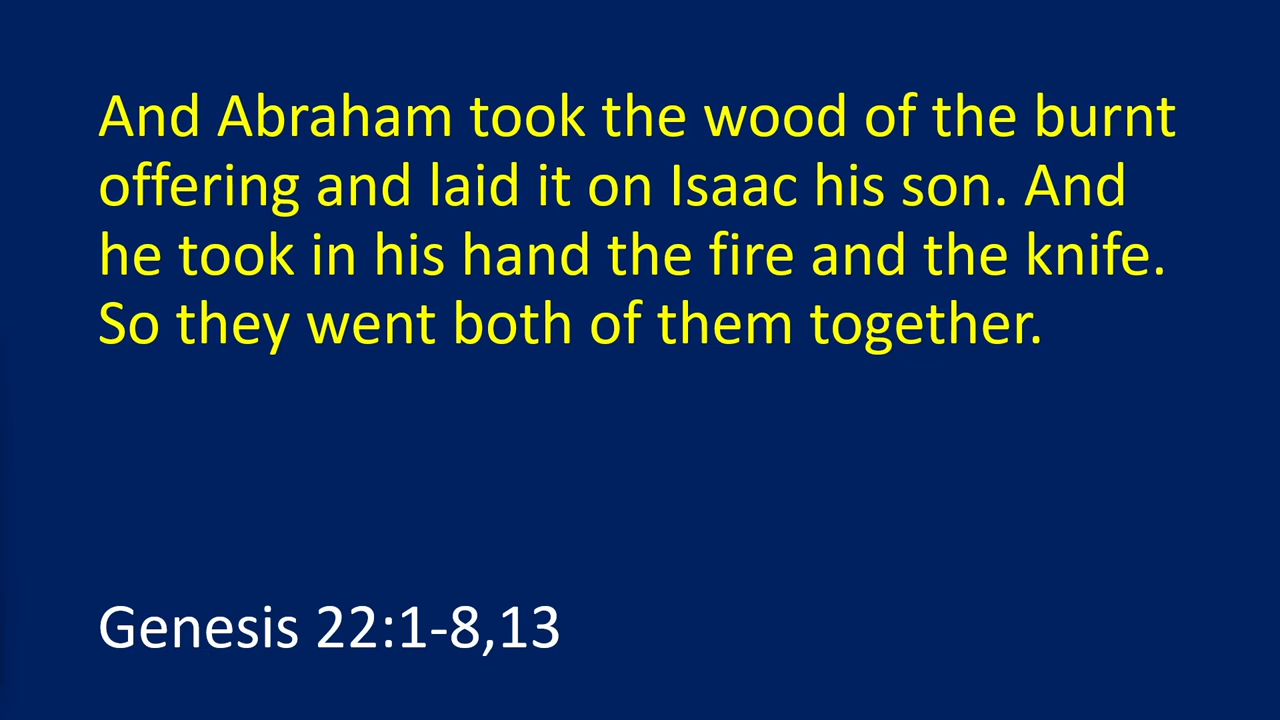 And Abraham took the wood of the burnt
offering and laid it on Isaac his son. And
he took in his hand the fire and the knife.
So they went both of them together.
Genesis 22:1-8,13